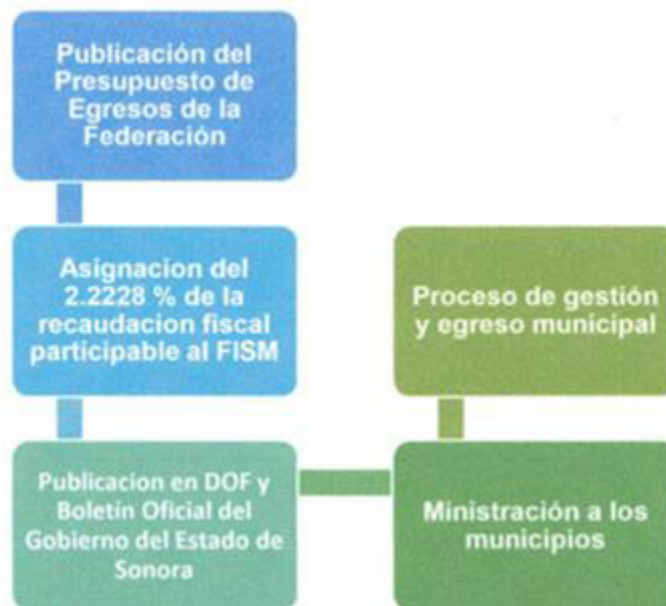 Publicación del
Presupuesto de
Egresos de la
Federación
Asignacion del
2.2228 % de la
recaudacion fiscal
participable al FISM
Publicacion en DOF y
Boletín Oficial del
Gobierno del Estado de
Sonora
Ministración a los
municipios
Proceso de gestión
y egreso municipal